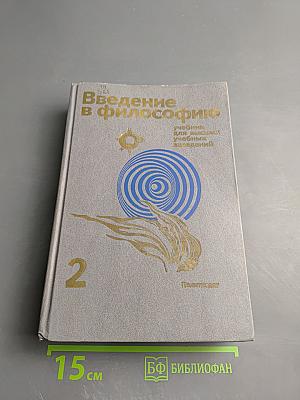 Введение
в философию
учебник
для высших
учебных
заведений
2
Политиздат
15 см
БФ БИБЛИОФАН